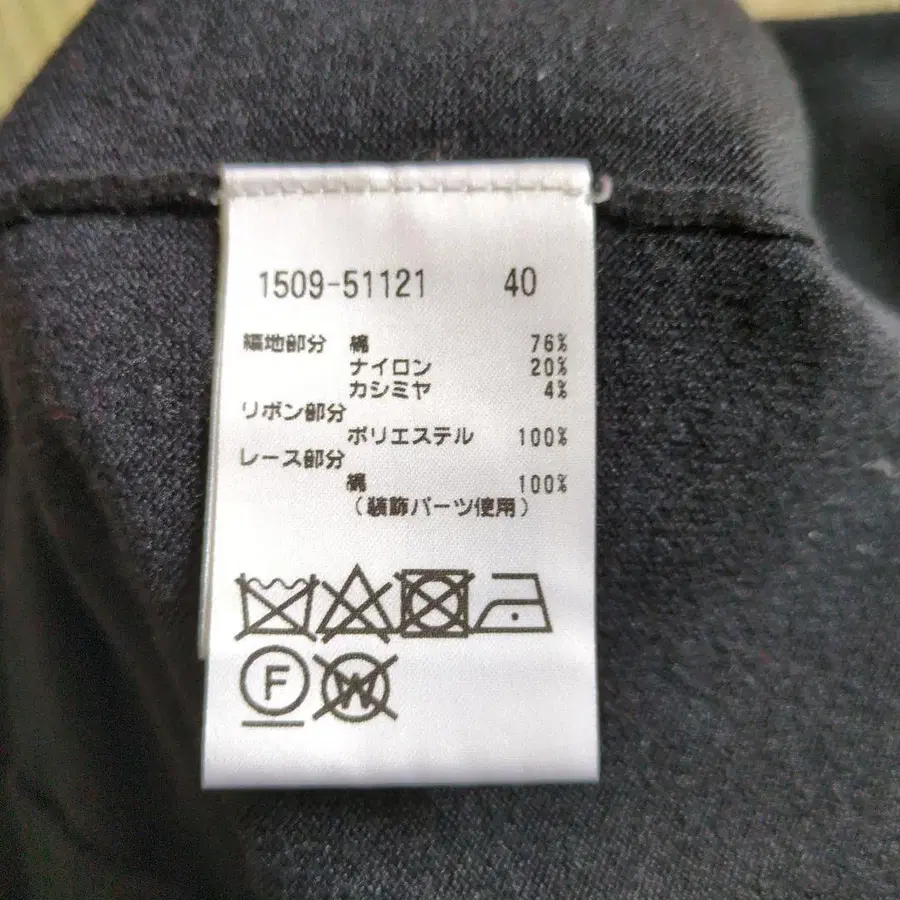 1509-51121 40
編地部分 棉 76%
ナイロン 20%
カシミヤ 4%
リボン部分
ポリエステル 100%
レース部分
綿 100%
(装飾パーツ使用)
F W